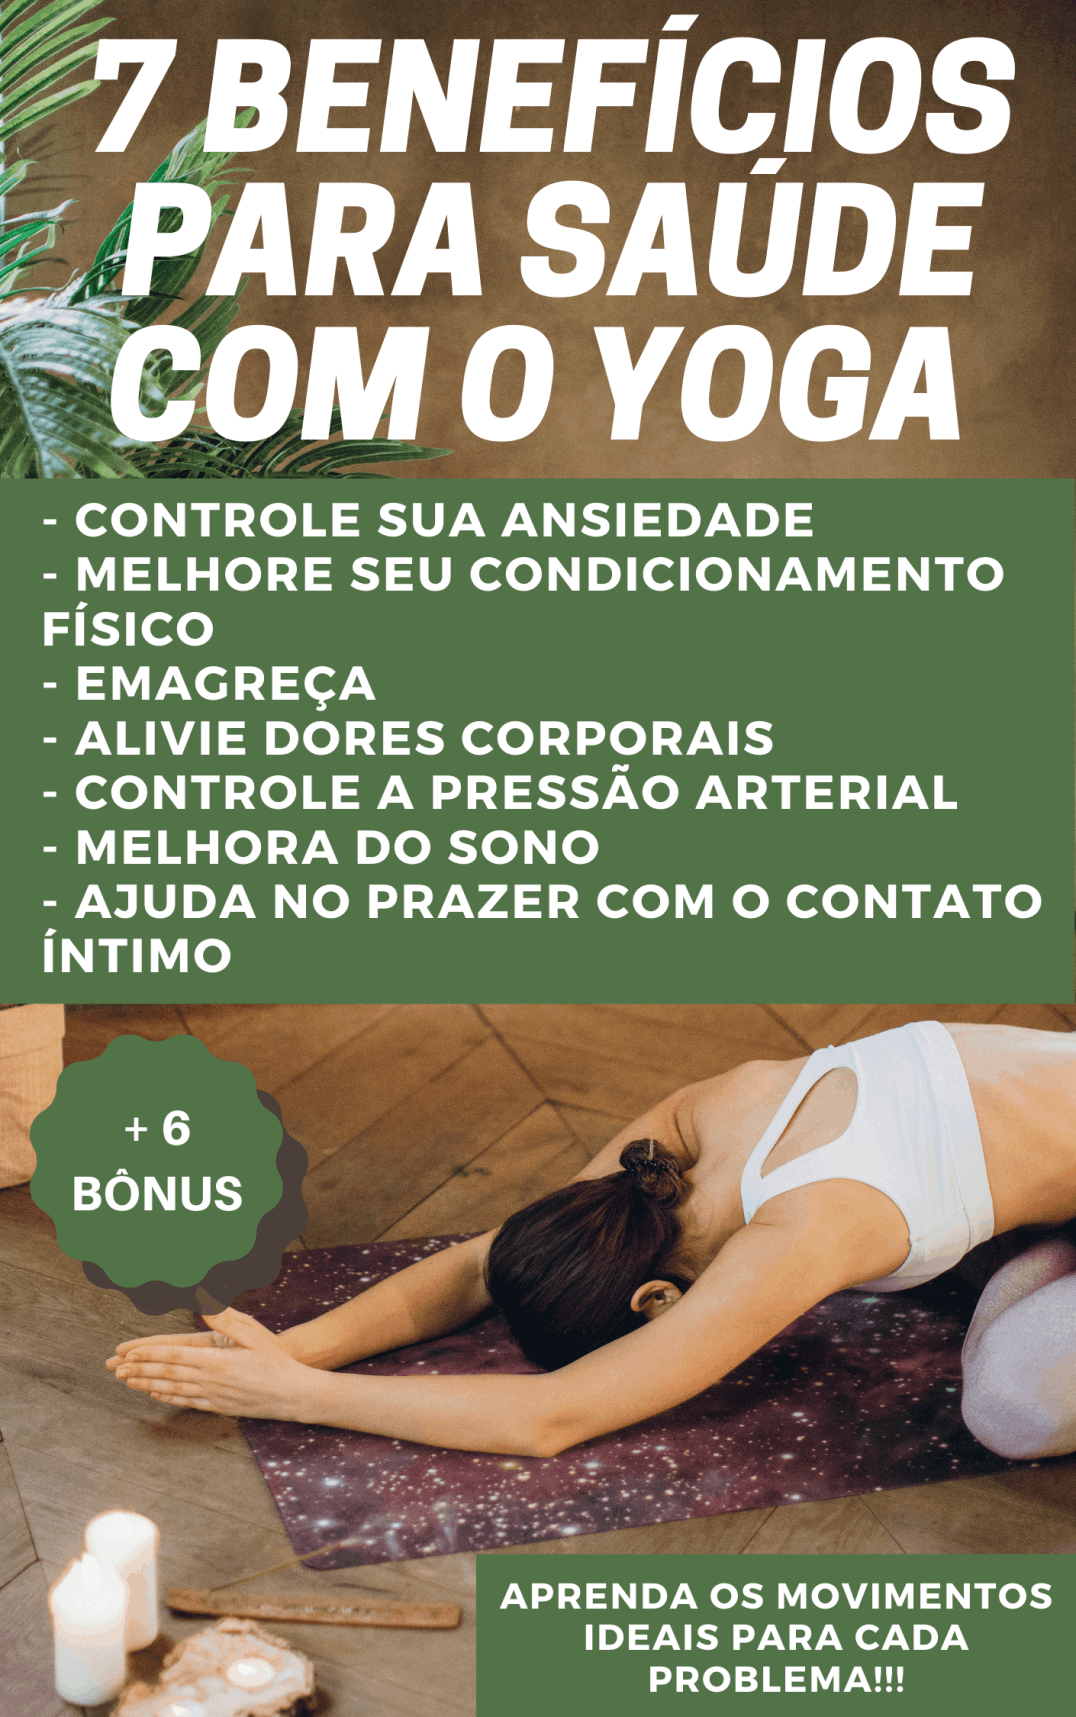 7 BENEFÍCIOS
PARA SAÚDE
COM O YOGA
- CONTROLE SUA ANSIEDADE
- MELHORE SEU CONDICIONAMENTO
FÍSICO
- EMAGREÇA
- ALIVIE DORES CORPORAIS
- CONTROLE A PRESSÃO ARTERIAL
- MELHORA DO SONO
- AJUDA NO PRAZER COM O CONTATO
ÍNTIMO
+ 6
BÔNUS
APRENDA OS MOVIMENTOS
IDEAIS PARA CADA
PROBLEMA!!!